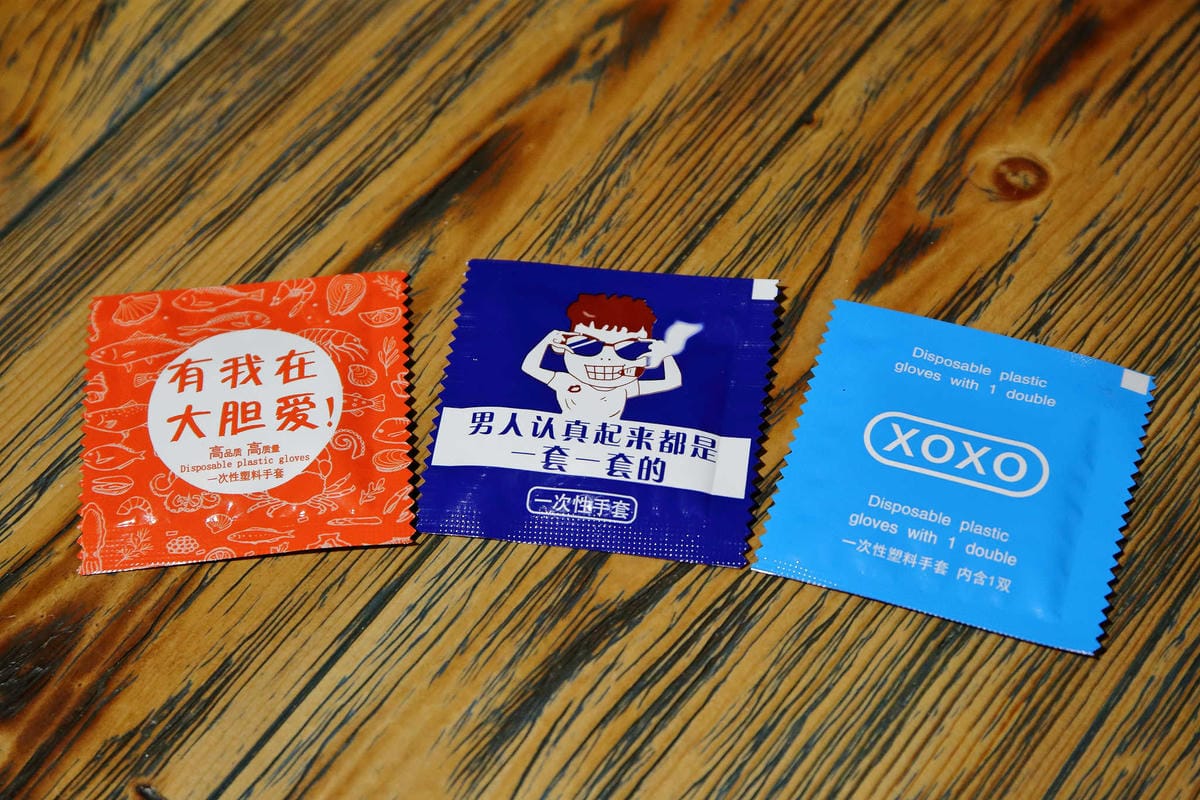 有我在
大胆爱!
高品质 高质量
Disposable plastic gloves
一次性塑料手套
男人认真起来都是
一套一套的
一次性手套
Disposable plastic
gloves with 1 double
XOXO
Disposable plastic
gloves with 1 double
一次性塑料手套 内含1双